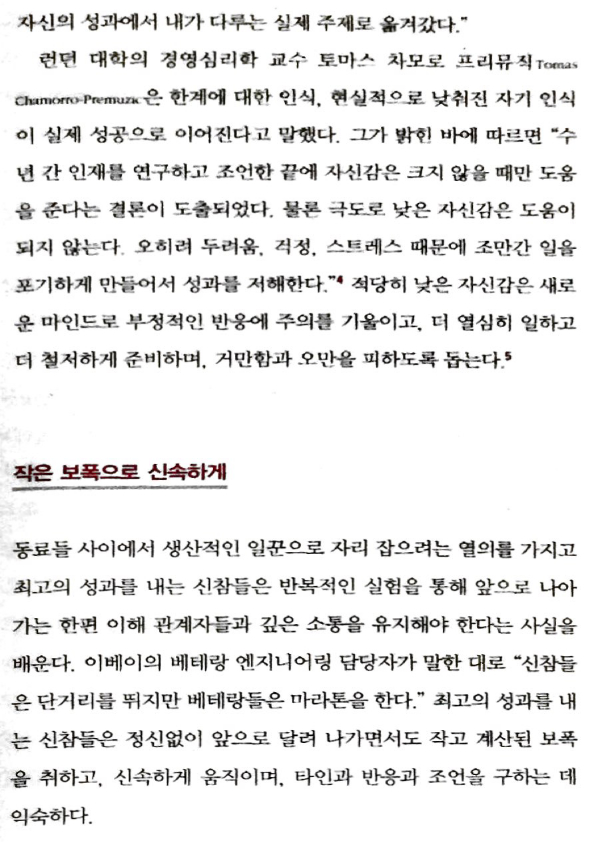 자신의 성과에서 내가 다루는 실제 주제로 옮겨갔다.”
런던 대학의 경영심리학 교수 토마스 차모로 프리뮤직Tomas
Chamorro-Premuzic은 한계에 대한 인식, 현실적으로 낮춰진 자기 인식
이 실제 성공으로 이어진다고 말했다. 그가 밝힌 바에 따르면 “수
년 간 인재를 연구하고 조언한 끝에 자신감은 크지 않을 때만 도움
을 준다는 결론이 도출되었다. 물론 극도로 낮은 자신감은 도움이
되지 않는다. 오히려 두려움, 걱정, 스트레스 때문에 조만간 일을
포기하게 만들어서 성과를 저해한다.”4 적당히 낮은 자신감은 새로
운 마인드로 부정적인 반응에 주의를 기울이고, 더 열심히 일하고
더 철저하게 준비하며, 거만함과 오만을 피하도록 돕는다.5
작은 보폭으로 신속하게
동료들 사이에서 생산적인 일꾼으로 자리 잡으려는 열의를 가지고
최고의 성과를 내는 신참들은 반복적인 실험을 통해 앞으로 나아
가는 한편 이해 관계자들과 깊은 소통을 유지해야 한다는 사실을
배운다. 이베이의 베테랑 엔지니어링 담당자가 말한 대로 “신참들
은 단거리를 뛰지만 베테랑들은 마라톤을 한다.” 최고의 성과를 내
는 신참들은 정신없이 앞으로 달려 나가면서도 작고 계산된 보폭
을 취하고, 신속하게 움직이며, 타인과 반응과 조언을 구하는 데
익숙하다.